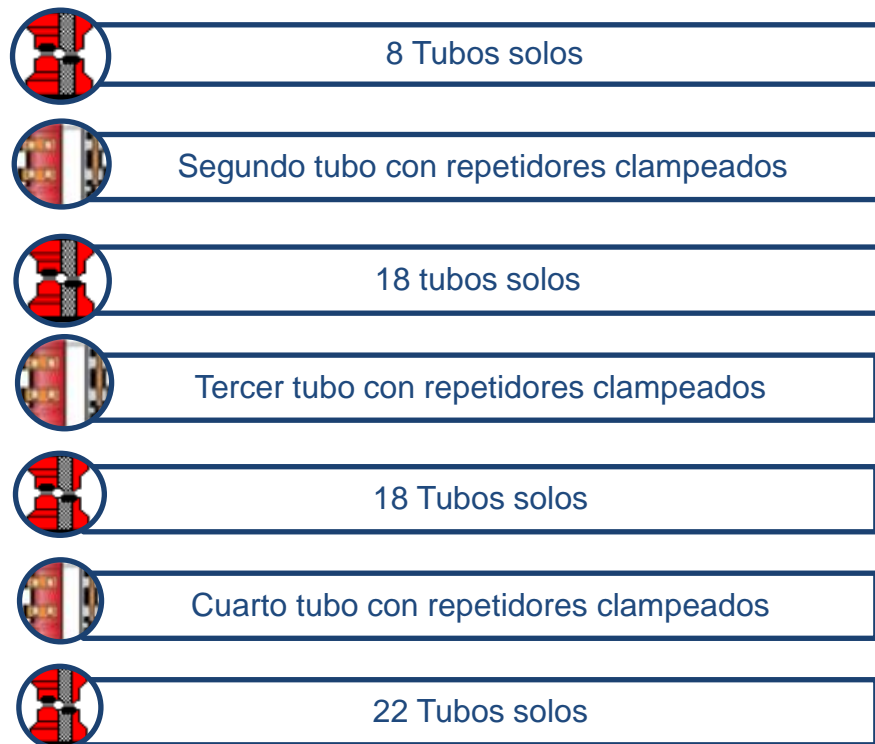 8 Tubos solos
Segundo tubo con repetidores clampeados
18 tubos solos
Tercer tubo con repetidores clampeados
18 Tubos solos
Cuarto tubo con repetidores clampeados
22 Tubos solos